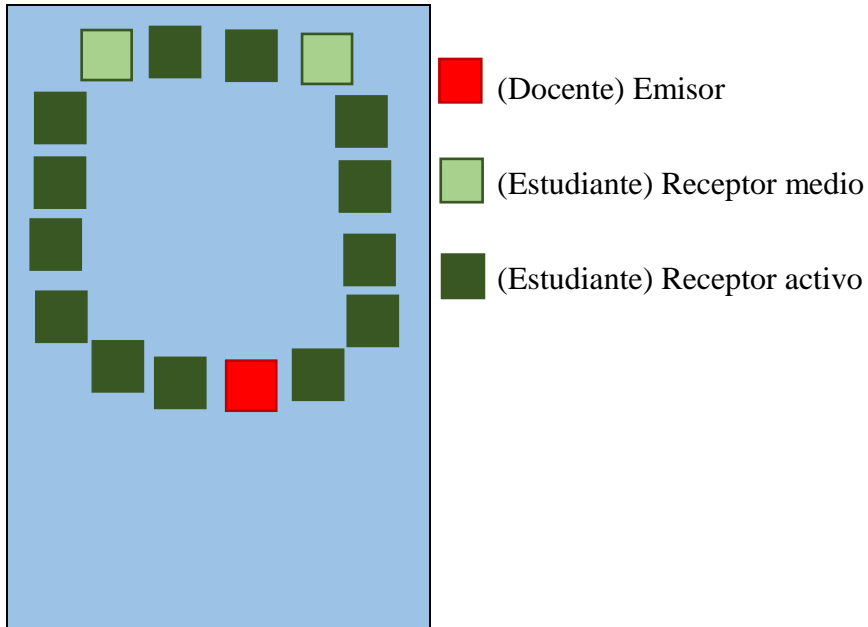 (Docente) Emisor
(Estudiante) Receptor medio
(Estudiante) Receptor activo